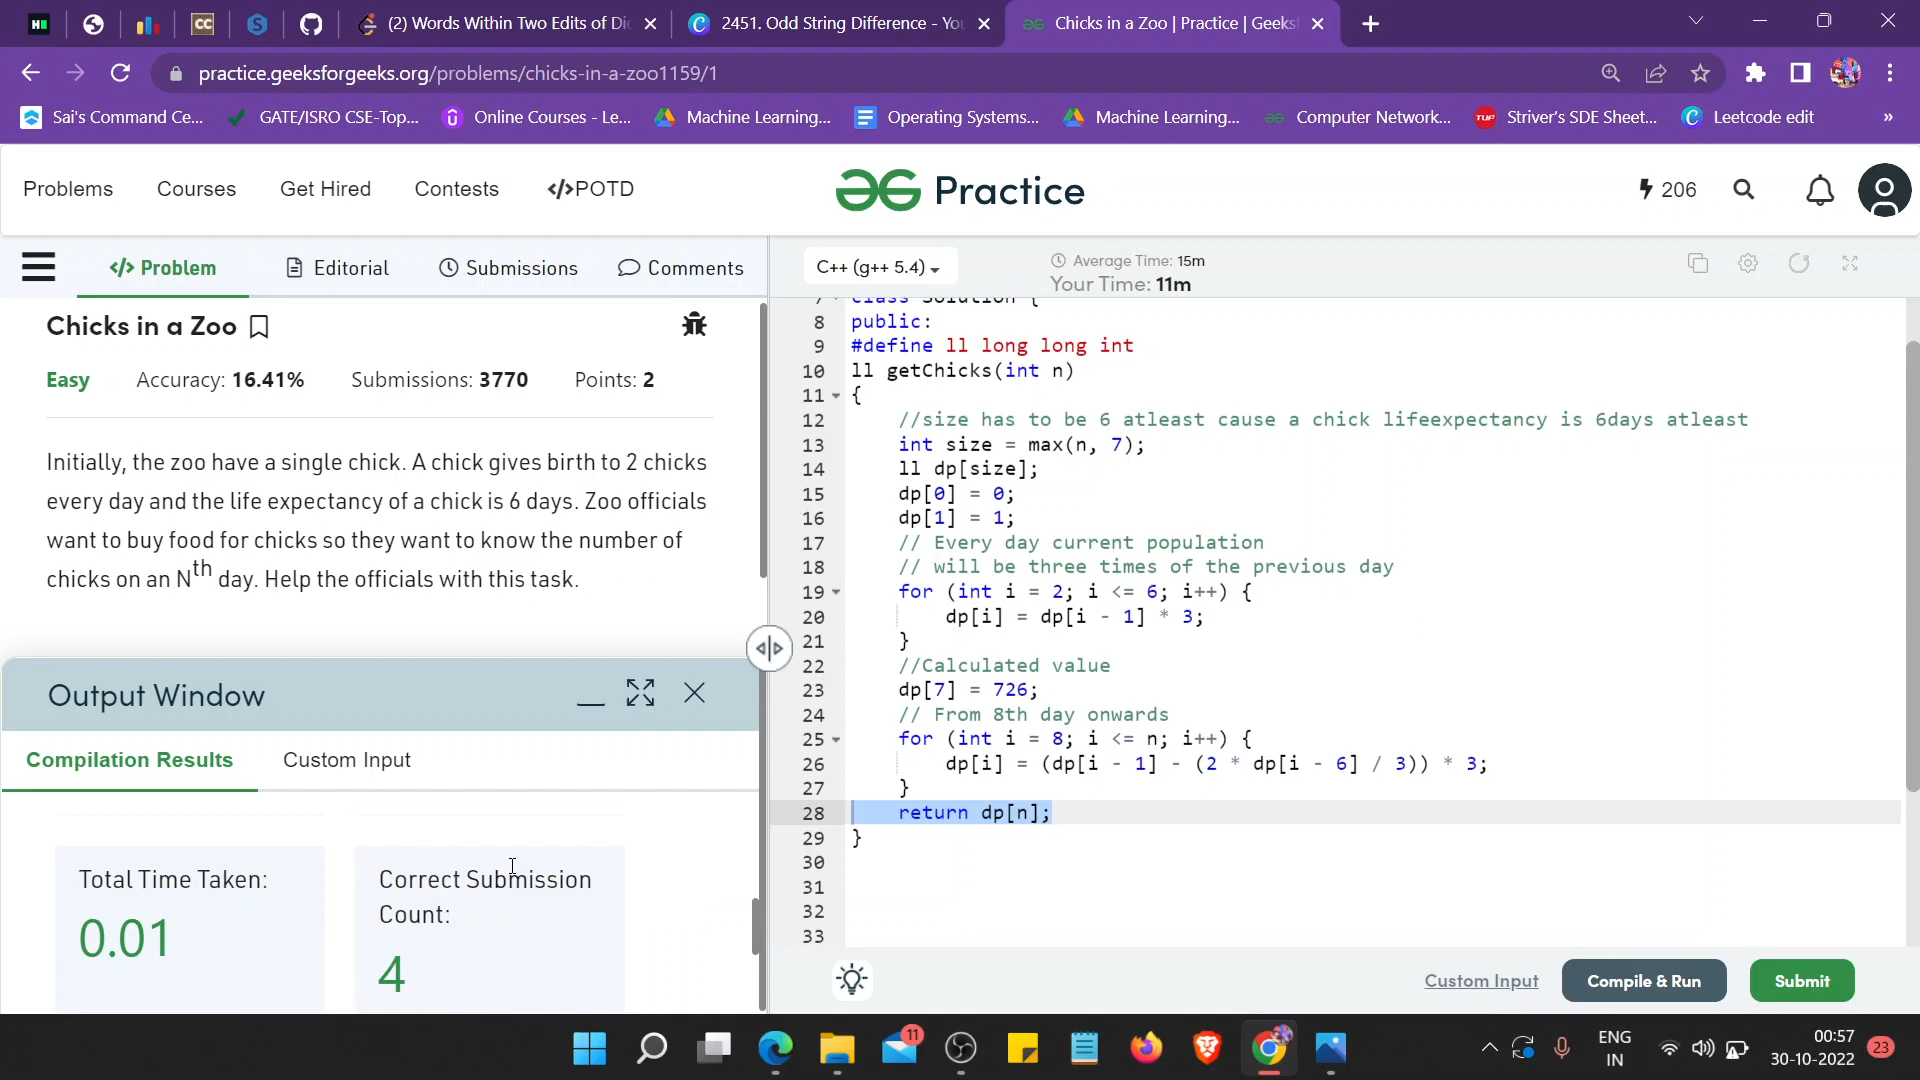 (2) Words Within Two Edits of Dic
2451. Odd String Difference - You
Chicks in a Zoo | Practice | Geeksf
practice.geeksforgeeks.org/problems/chicks-in-a-zoo1159/1
Sai's Command Ce...
GATE/ISRO CSE-Top...
Online Courses - Le...
Machine Learning...
Operating Systems...
Machine Learning...
Computer Network...
TUF
Striver's SDE Sheet...
Leetcode edit
»
Problems
Courses
Get Hired
Contests
</>POTD
Practice
206
</> Problem
Editorial
Submissions
Comments
C++ (g++ 5.4)
Average Time: 15m
Your Time: 11m
Chicks in a Zoo
Easy
Accuracy: 16.41%
Submissions: 3770
Points: 2
Initially, the zoo have a single chick. A chick gives birth to 2 chicks
every day and the life expectancy of a chick is 6 days. Zoo officials
want to buy food for chicks so they want to know the number of
chicks on an Nth day. Help the officials with this task.
Output Window
Compilation Results
Custom Input
Total Time Taken:
0.01
Correct Submission
Count:
4
7 class Solution {
8 public:
9 #define ll long long int
10 ll getChicks(int n)
11 {
12 //size has to be 6 atleast cause a chick lifeexpectancy is 6days atleast
13 int size = max(n, 7);
14 ll dp[size];
15 dp[0] = 0;
16 dp[1] = 1;
17 // Every day current population
18 // will be three times of the previous day
19 for (int i = 2; i <= 6; i++) {
20 dp[i] = dp[i - 1] * 3;
21 }
22 //Calculated value
23 dp[7] = 726;
24 // From 8th day onwards
25 for (int i = 8; i <= n; i++) {
26 dp[i] = (dp[i - 1] - (2 * dp[i - 6] / 3)) * 3;
27 }
28 return dp[n];
29 }
30
31
32
33
Custom Input
Compile & Run
Submit
11
ENG
IN
00:57
30-10-2022
23